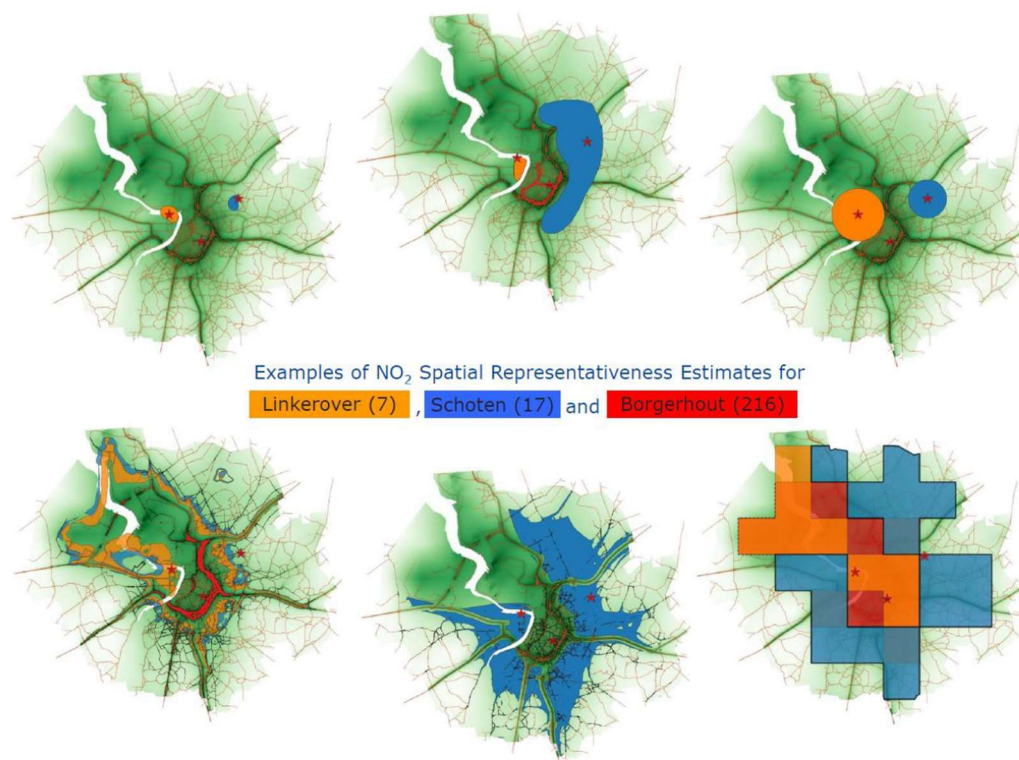 Examples of NO₂ Spatial Representativeness Estimates for
Linkerover (7) , Schoten (17) and Borgerhout (216)